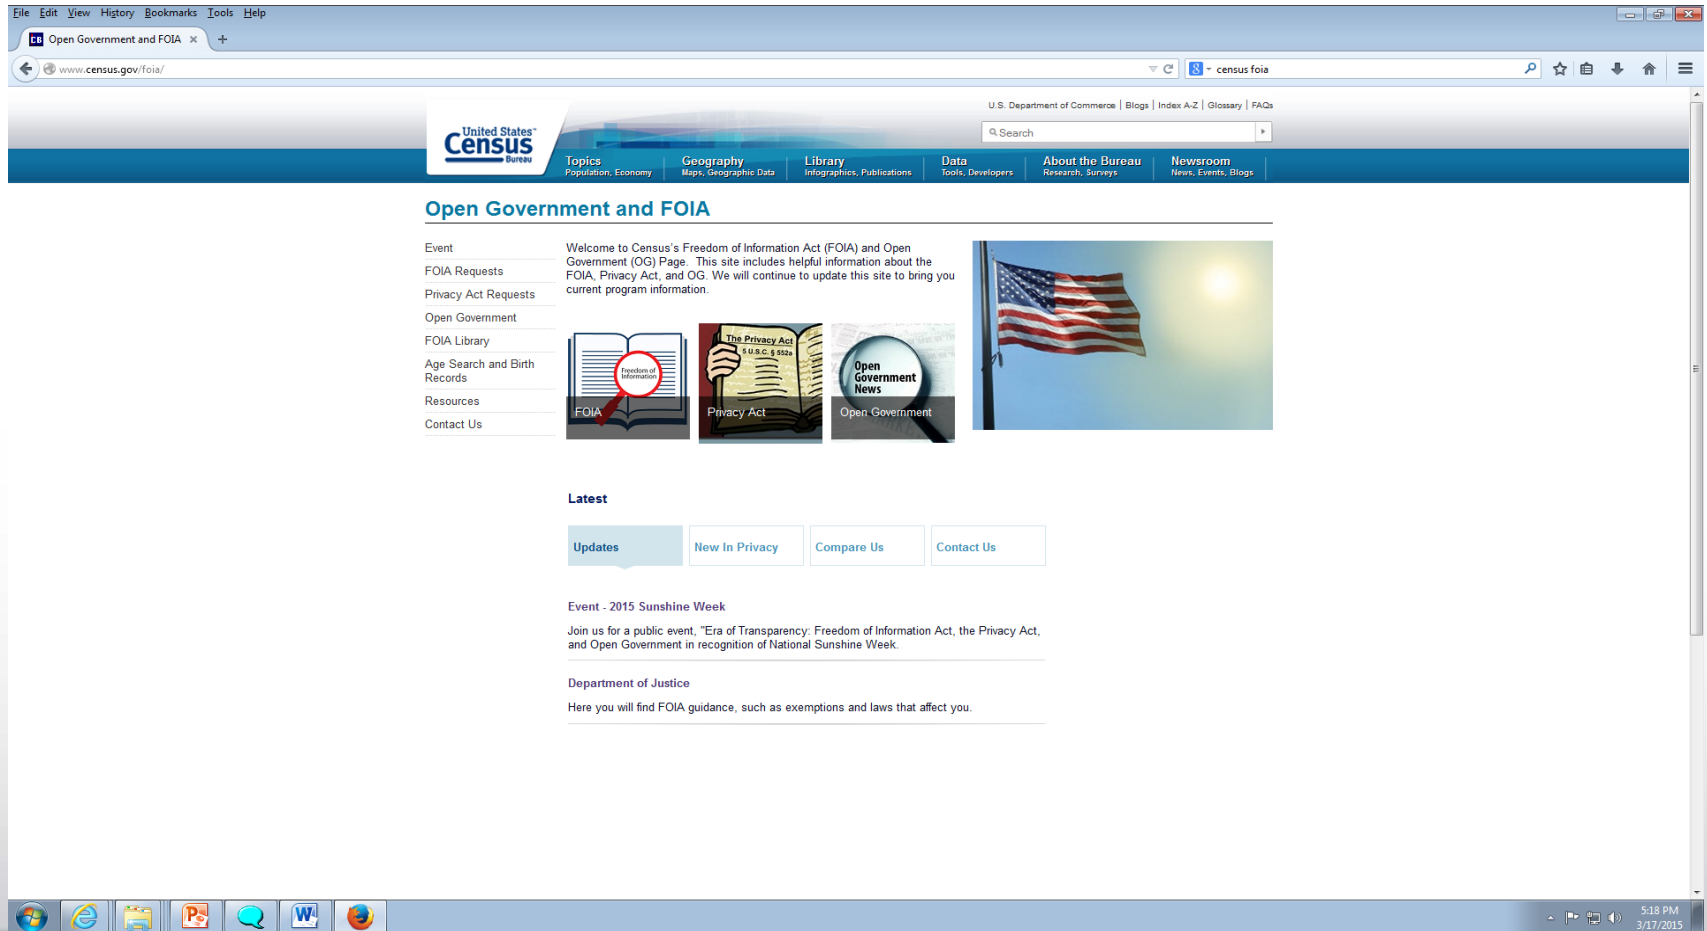 File Edit View History Bookmarks Tools Help
CB Open Government and FOIA
www.census.gov/foia/
8 census foia
U.S. Department of Commerce | Blogs | Index A-Z | Glossary | FAQs
United States™
Census
Bureau
Search
Topics
Population, Economy
Geography
Maps, Geographic Data
Library
Infographics, Publications
Data
Tools, Developers
About the Bureau
Research, Surveys
Newsroom
News, Events, Blogs
Open Government and FOIA
Event
FOIA Requests
Privacy Act Requests
Open Government
FOIA Library
Age Search and Birth
Records
Resources
Contact Us
Welcome to Census's Freedom of Information Act (FOIA) and Open
Government (OG) Page. This site includes helpful information about the
FOIA, Privacy Act, and OG. We will continue to update this site to bring you
current program information.
Freedom of
Information
FOIA
The Privacy Act
5 U.S.C. § 552a
Privacy Act
Open
Government
News
Open Government
Latest
Updates
New In Privacy
Compare Us
Contact Us
Event - 2015 Sunshine Week
Join us for a public event, "Era of Transparency: Freedom of Information Act, the Privacy Act,
and Open Government in recognition of National Sunshine Week.
Department of Justice
Here you will find FOIA guidance, such as exemptions and laws that affect you.
5:18 PM
3/17/2015